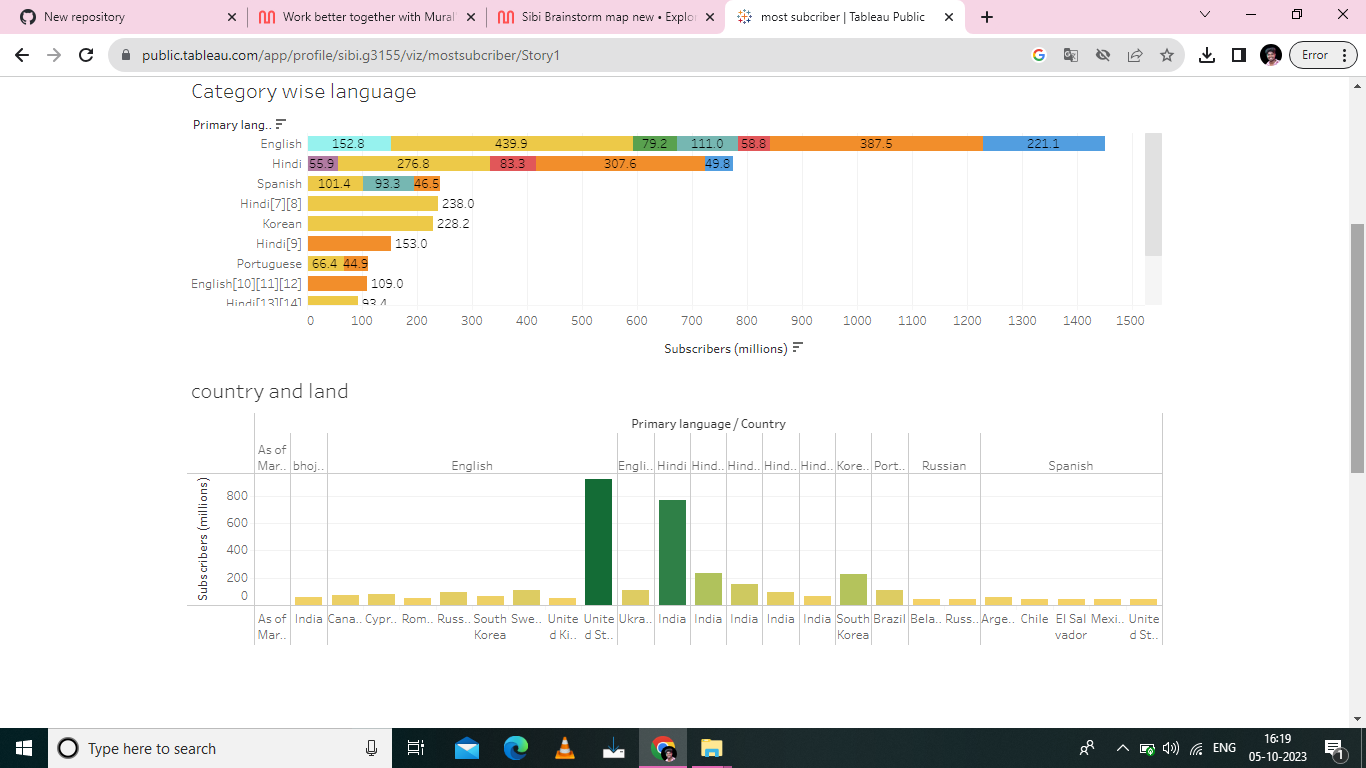 New repository
Work better together with Mural'
Sibi Brainstorm map new • Explo
most subcriber | Tableau Public
public.tableau.com/app/profile/sibi.g3155/viz/mostsubcriber/Story1
Error
Category wise language
Primary lang..
English 152.8 439.9 79.2 111.0 58.8 387.5 221.1
Hindi 55.9 276.8 83.3 307.6 49.8
Spanish 101.4 93.3 46.5
Hindi[7][8] 238.0
Korean 228.2
Hindi[9] 153.0
Portuguese 66.4 44.9
English[10][11][12] 109.0
Hindi[13][14] 93.4
0 100 200 300 400 500 600 700 800 900 1000 1100 1200 1300 1400 1500
Subscribers (millions)
country and land
Primary language / Country
As of Mar.. bhoj.. English Engli.. Hindi Hind.. Hind.. Hind.. Hind.. Kore.. Port.. Russian Spanish
Subscribers (millions)
800
600
400
200
0
As of Mar.. India Cana.. Cypr.. Rom.. Russ.. South Korea Swe.. Unite d Ki.. Unite d St.. Ukra.. India India India India India South Korea Brazil Bela.. Russ.. Arge.. Chile El Sal vador Mexi.. Unite d St..
Type here to search
ENG
16:19
05-10-2023
1